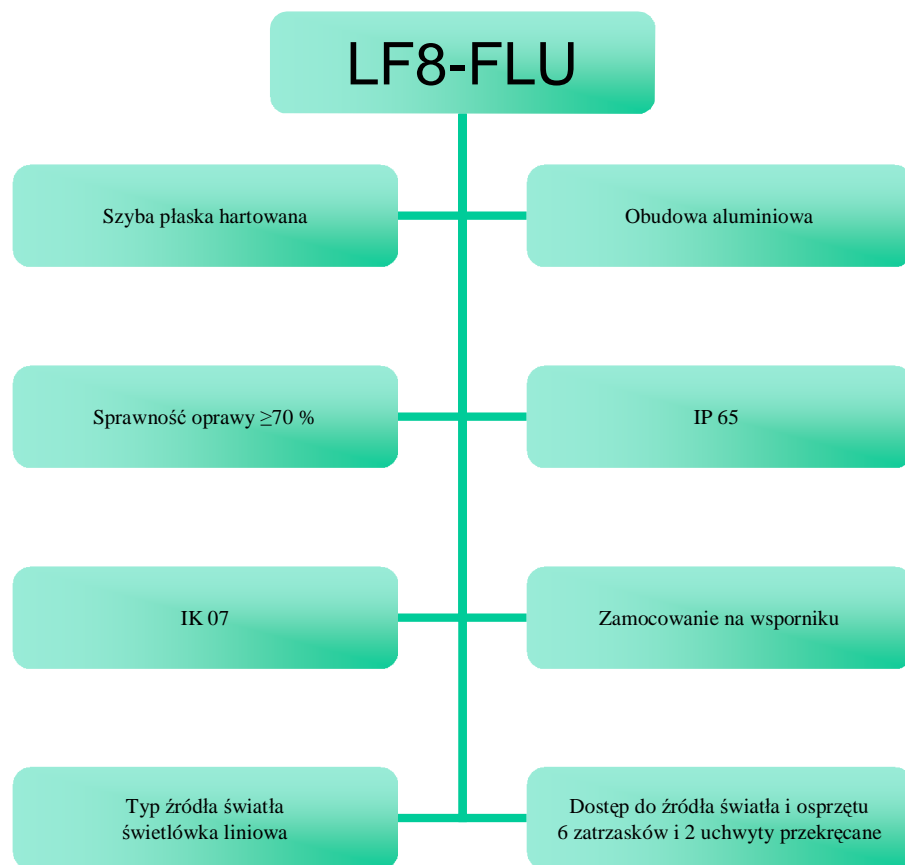 LF8-FLU
Szyba płaska hartowana
Obudowa aluminiowa
Sprawność oprawy ≥70 %
IP 65
IK 07
Zamocowanie na wsporniku
Typ źródła światła
świetlówka liniowa
Dostęp do źródła światła i osprzętu
6 zatrzasków i 2 uchwyty przekręcane